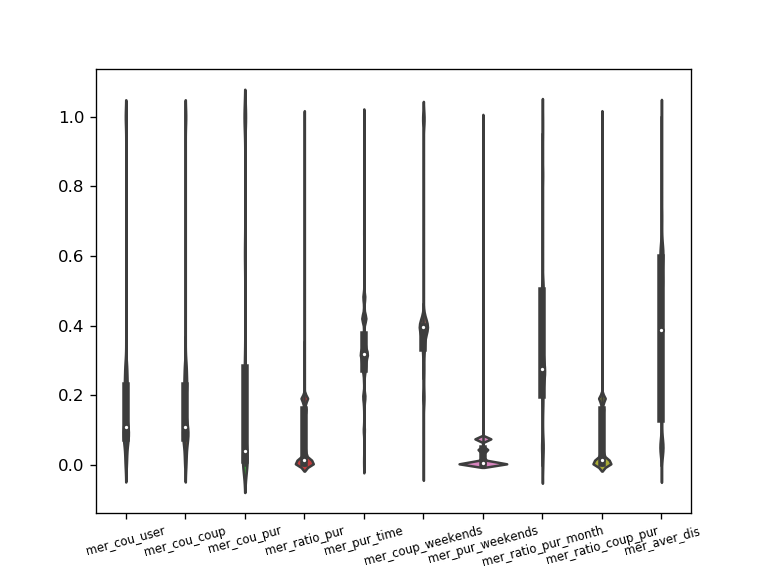 1.0
0.8
0.6
0.4
0.2
0.0
mer_cou_user
mer_cou_coup
mer_cou_pur
mer_ratio_pur
mer_pur_time
mer_coup_weekends
mer_pur_weekends
mer_ratio_pur_month
mer_ratio_coup_pur
mer_aver_dis